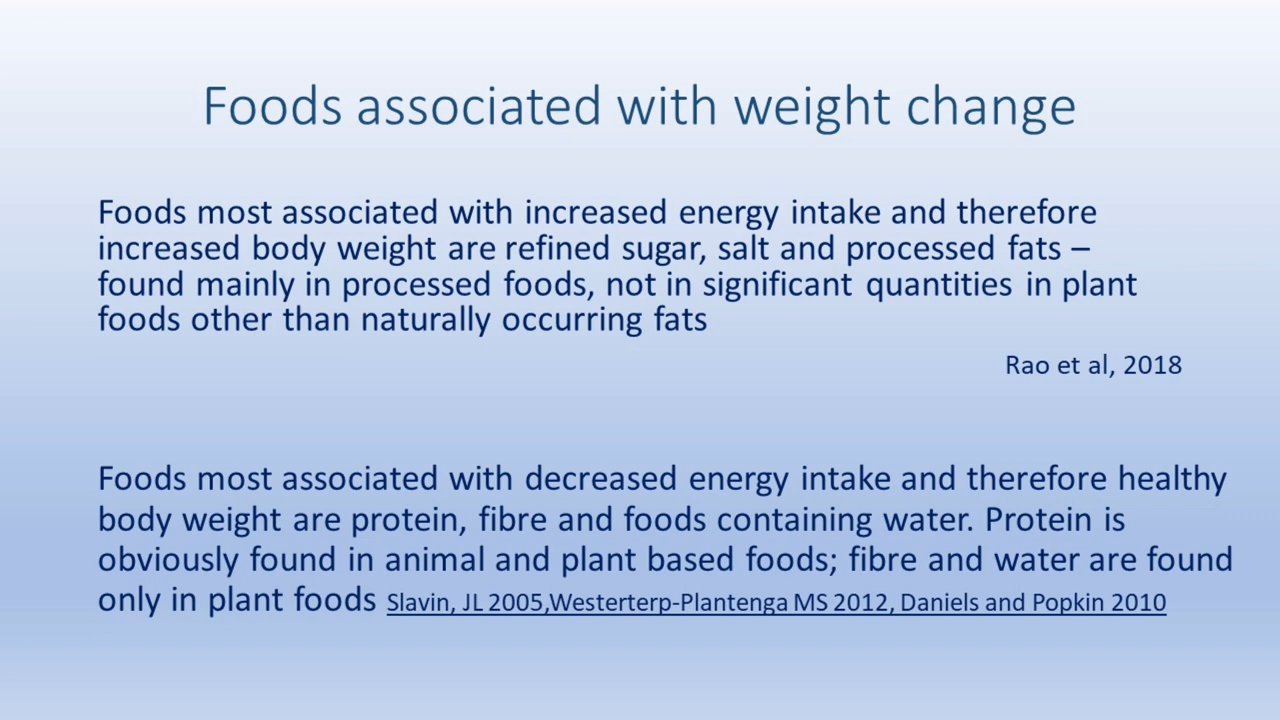 Foods associated with weight change
Foods most associated with increased energy intake and therefore
increased body weight are refined sugar, salt and processed fats –
found mainly in processed foods, not in significant quantities in plant
foods other than naturally occurring fats
Rao et al, 2018
Foods most associated with decreased energy intake and therefore healthy
body weight are protein, fibre and foods containing water. Protein is
obviously found in animal and plant based foods; fibre and water are found
only in plant foods Slavin, JL 2005,Westerterp-Plantenga MS 2012, Daniels and Popkin 2010